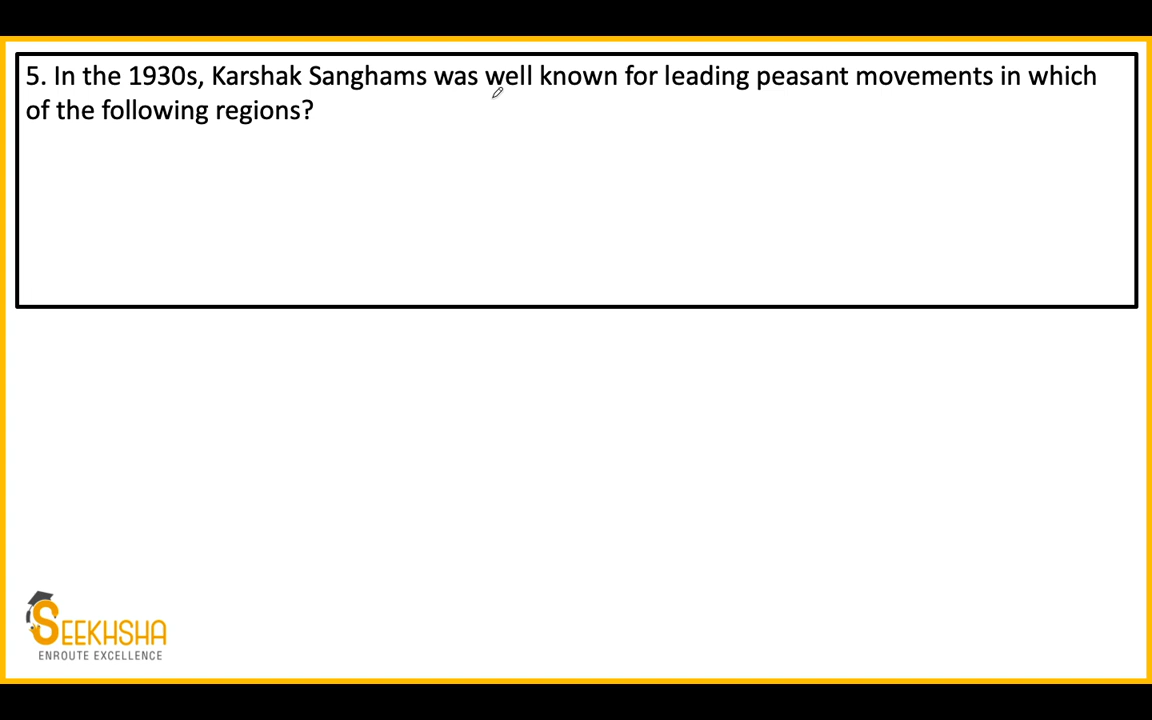 5. In the 1930s, Karshak Sanghams was well known for leading peasant movements in which
of the following regions?
SEEKHSHA
ENROUTE EXCELLENCE